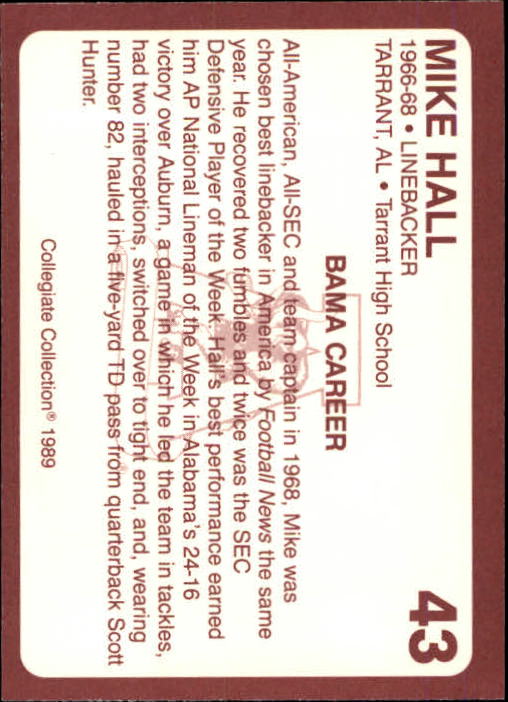 MIKE HALL
43
1966-68 • LINEBACKER
TARRANT, AL • Tarrant High School
BAMA CAREER
All-American, All-SEC and team captain in 1968, Mike was
chosen best linebacker in America by Football News the same
year. He recovered two fumbles and twice was the SEC
Defensive Player of the Week. Hall's best performance earned
him AP National Lineman of the Week in Alabama's 24-16
victory over Auburn, a game in which he led the team in tackles,
had two interceptions, switched over to tight end, and, wearing
number 82, hauled in a five-yard TD pass from quarterback Scott
Hunter.
Collegiate Collection® 1989